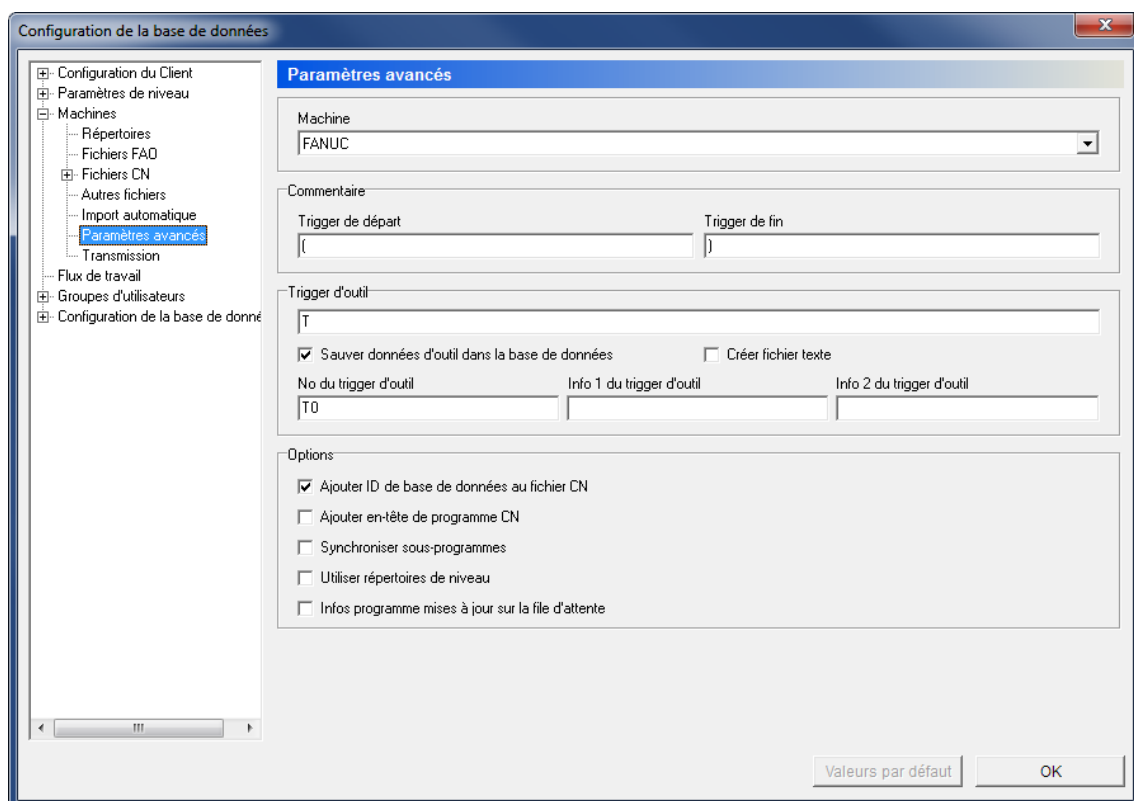 Configuration de la base de données
Configuration du Client
Paramètres de niveau
Machines
Répertoires
Fichiers FAO
Fichiers CN
Autres fichiers
Import automatique
Paramètres avancés
Transmission
Flux de travail
Groupes d'utilisateurs
Configuration de la base de donné
Paramètres avancés
Machine
FANUC
Commentaire
Trigger de départ
Trigger de fin
(
)
Trigger d'outil
T
Sauver données d'outil dans la base de données
Créer fichier texte
No du trigger d'outil
Info 1 du trigger d'outil
Info 2 du trigger d'outil
T0
Options
Ajouter ID de base de données au fichier CN
Ajouter en-tête de programme CN
Synchroniser sous-programmes
Utiliser répertoires de niveau
Infos programme mises à jour sur la file d'attente
Valeurs par défaut
OK